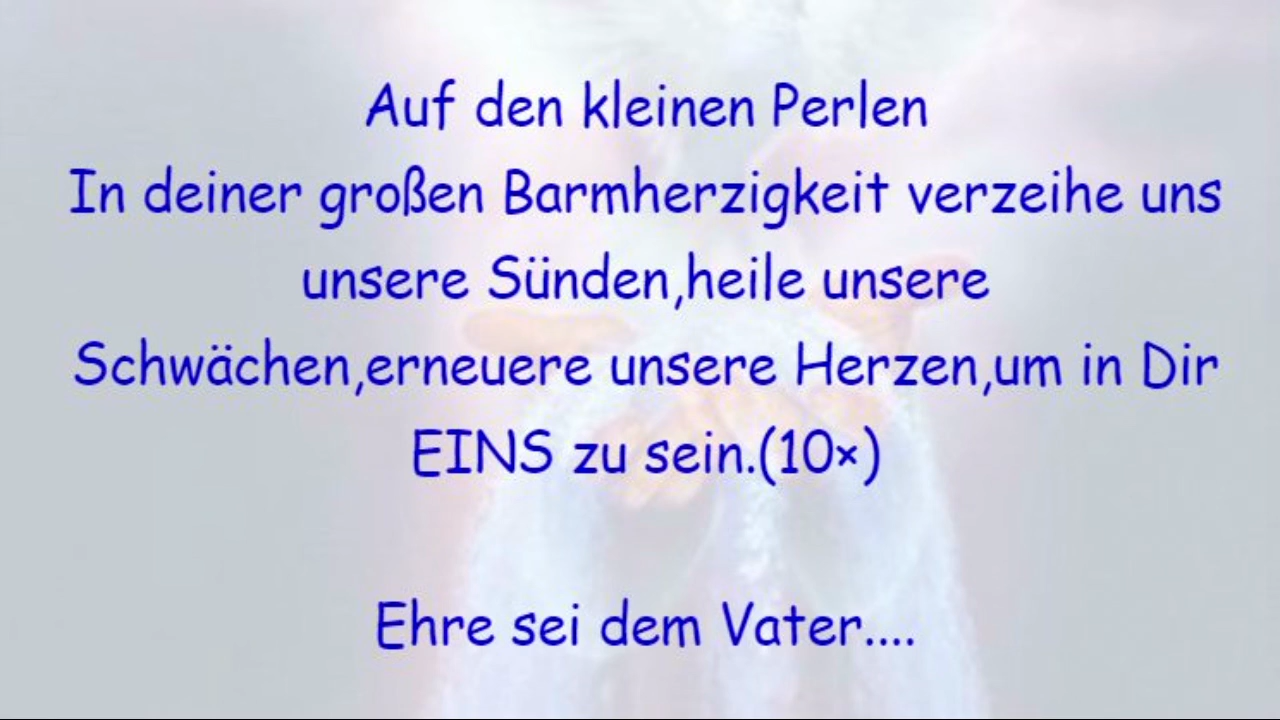 Auf den kleinen Perlen
In deiner großen Barmherzigkeit verzeihe uns
unsere Sünden,heile unsere
Schwächen,erneuere unsere Herzen,um in Dir
EINS zu sein.(10×)
Ehre sei dem Vater....